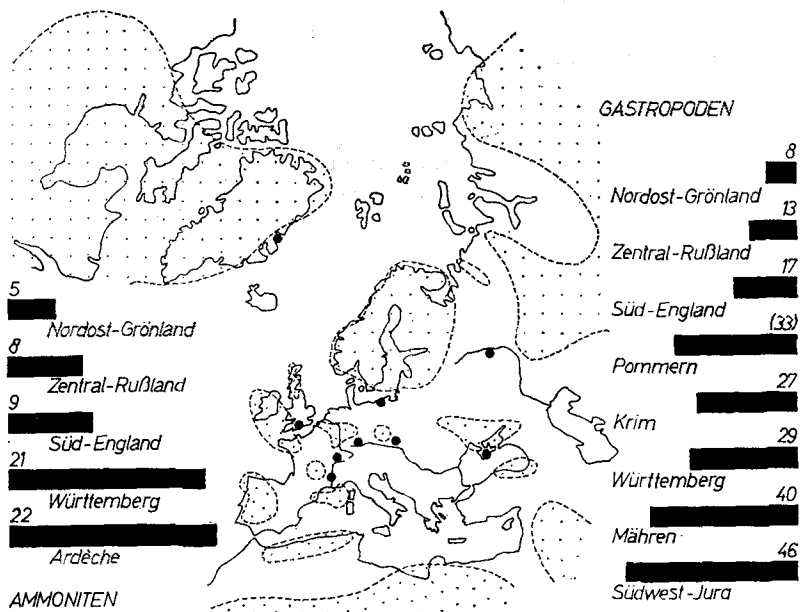 GASTROPODEN
8
Nordost-Grönland
13
Zentral-Rußland
17
Süd-England
(33)
Pommern
27
Krim
29
Württemberg
40
Mähren
46
Südwest-Jura
5
Nordost-Grönland
8
Zentral-Rußland
9
Süd-England
21
Württemberg
22
Ardèche
AMMONITEN